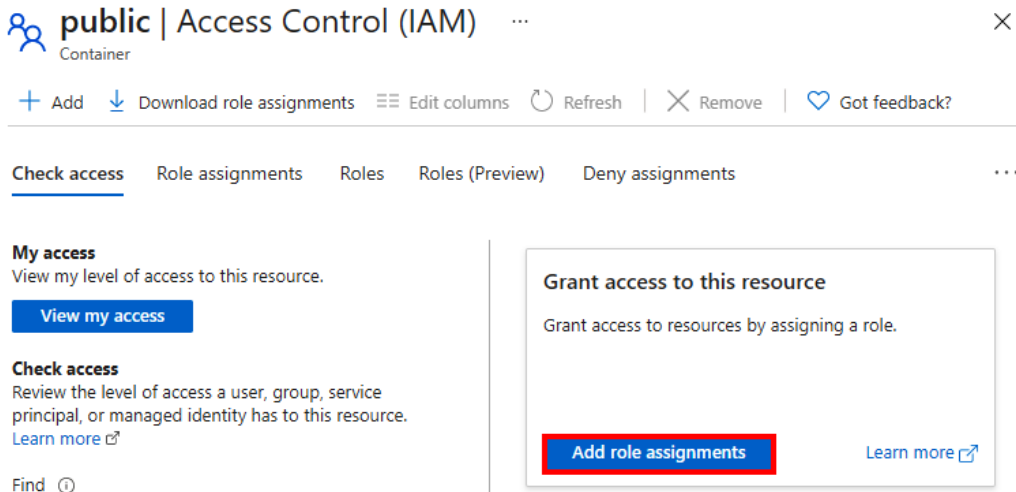 public | Access Control (IAM) ...
Container
Add Download role assignments Edit columns Refresh Remove Got feedback?
Check access Role assignments Roles Roles (Preview) Deny assignments ...
My access
View my level of access to this resource.
View my access
Check access
Review the level of access a user, group, service
principal, or managed identity has to this resource.
Learn more
Find
Grant access to this resource
Grant access to resources by assigning a role.
Add role assignments
Learn more